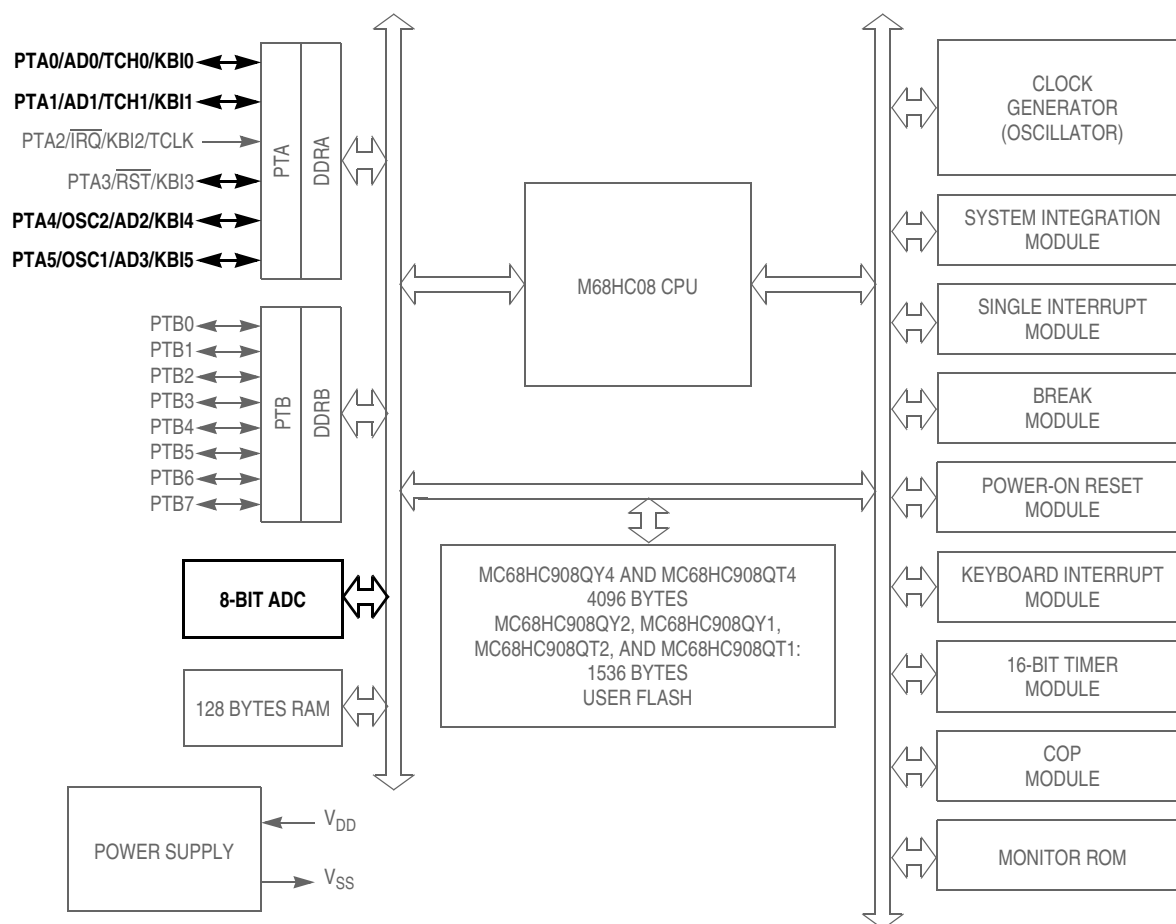 PTA0/AD0/TCH0/KBI0
PTA1/AD1/TCH1/KBI1
PTA2/I̅R̅Q̅/KBI2/TCLK
PTA3/R̅S̅T̅/KBI3
PTA4/OSC2/AD2/KBI4
PTA5/OSC1/AD3/KBI5
PTA
DDRA
PTB0
PTB1
PTB2
PTB3
PTB4
PTB5
PTB6
PTB7
PTB
DDRB
8-BIT ADC
128 BYTES RAM
POWER SUPPLY
V_DD
V_SS
M68HC08 CPU
MC68HC908QY4 AND MC68HC908QT4
4096 BYTES
MC68HC908QY2, MC68HC908QY1,
MC68HC908QT2, AND MC68HC908QT1:
1536 BYTES
USER FLASH
CLOCK
GENERATOR
(OSCILLATOR)
SYSTEM INTEGRATION
MODULE
SINGLE INTERRUPT
MODULE
BREAK
MODULE
POWER-ON RESET
MODULE
KEYBOARD INTERRUPT
MODULE
16-BIT TIMER
MODULE
COP
MODULE
MONITOR ROM